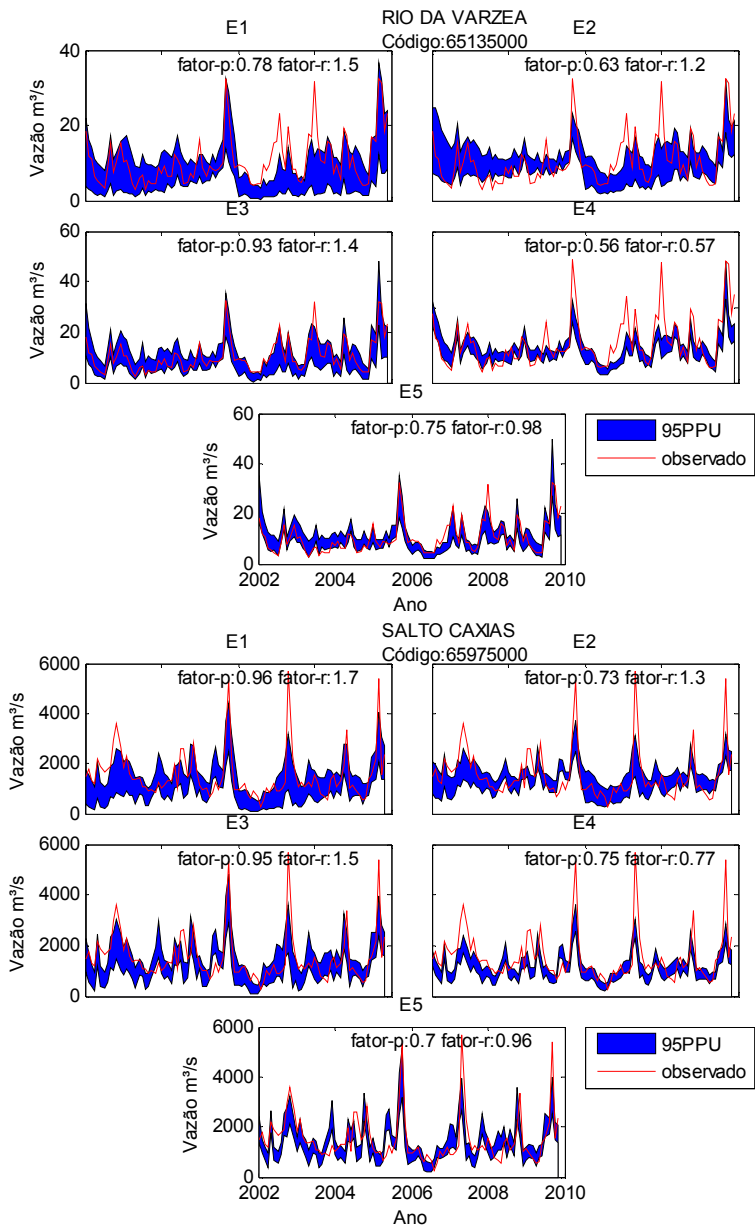 RIO DA VARZEA
E1
Código:65135000
E2
40
fator-p:0.78 fator-r:1.5
fator-p:0.63 fator-r:1.2
20
Vazão m³/s
0
E3
E4
60
fator-p:0.93 fator-r:1.4
fator-p:0.56 fator-r:0.57
40
20
Vazão m³/s
0
E5
60
fator-p:0.75 fator-r:0.98
95PPU
40
observado
20
Vazão m³/s
0
2002 2004 2006 2008 2010
Ano
SALTO CAXIAS
E1
Código:65975000
E2
6000
fator-p:0.96 fator-r:1.7
fator-p:0.73 fator-r:1.3
4000
2000
Vazão m³/s
0
E3
E4
6000
fator-p:0.95 fator-r:1.5
fator-p:0.75 fator-r:0.77
4000
2000
Vazão m³/s
0
E5
6000
fator-p:0.7 fator-r:0.96
95PPU
4000
observado
2000
Vazão m³/s
0
2002 2004 2006 2008 2010
Ano